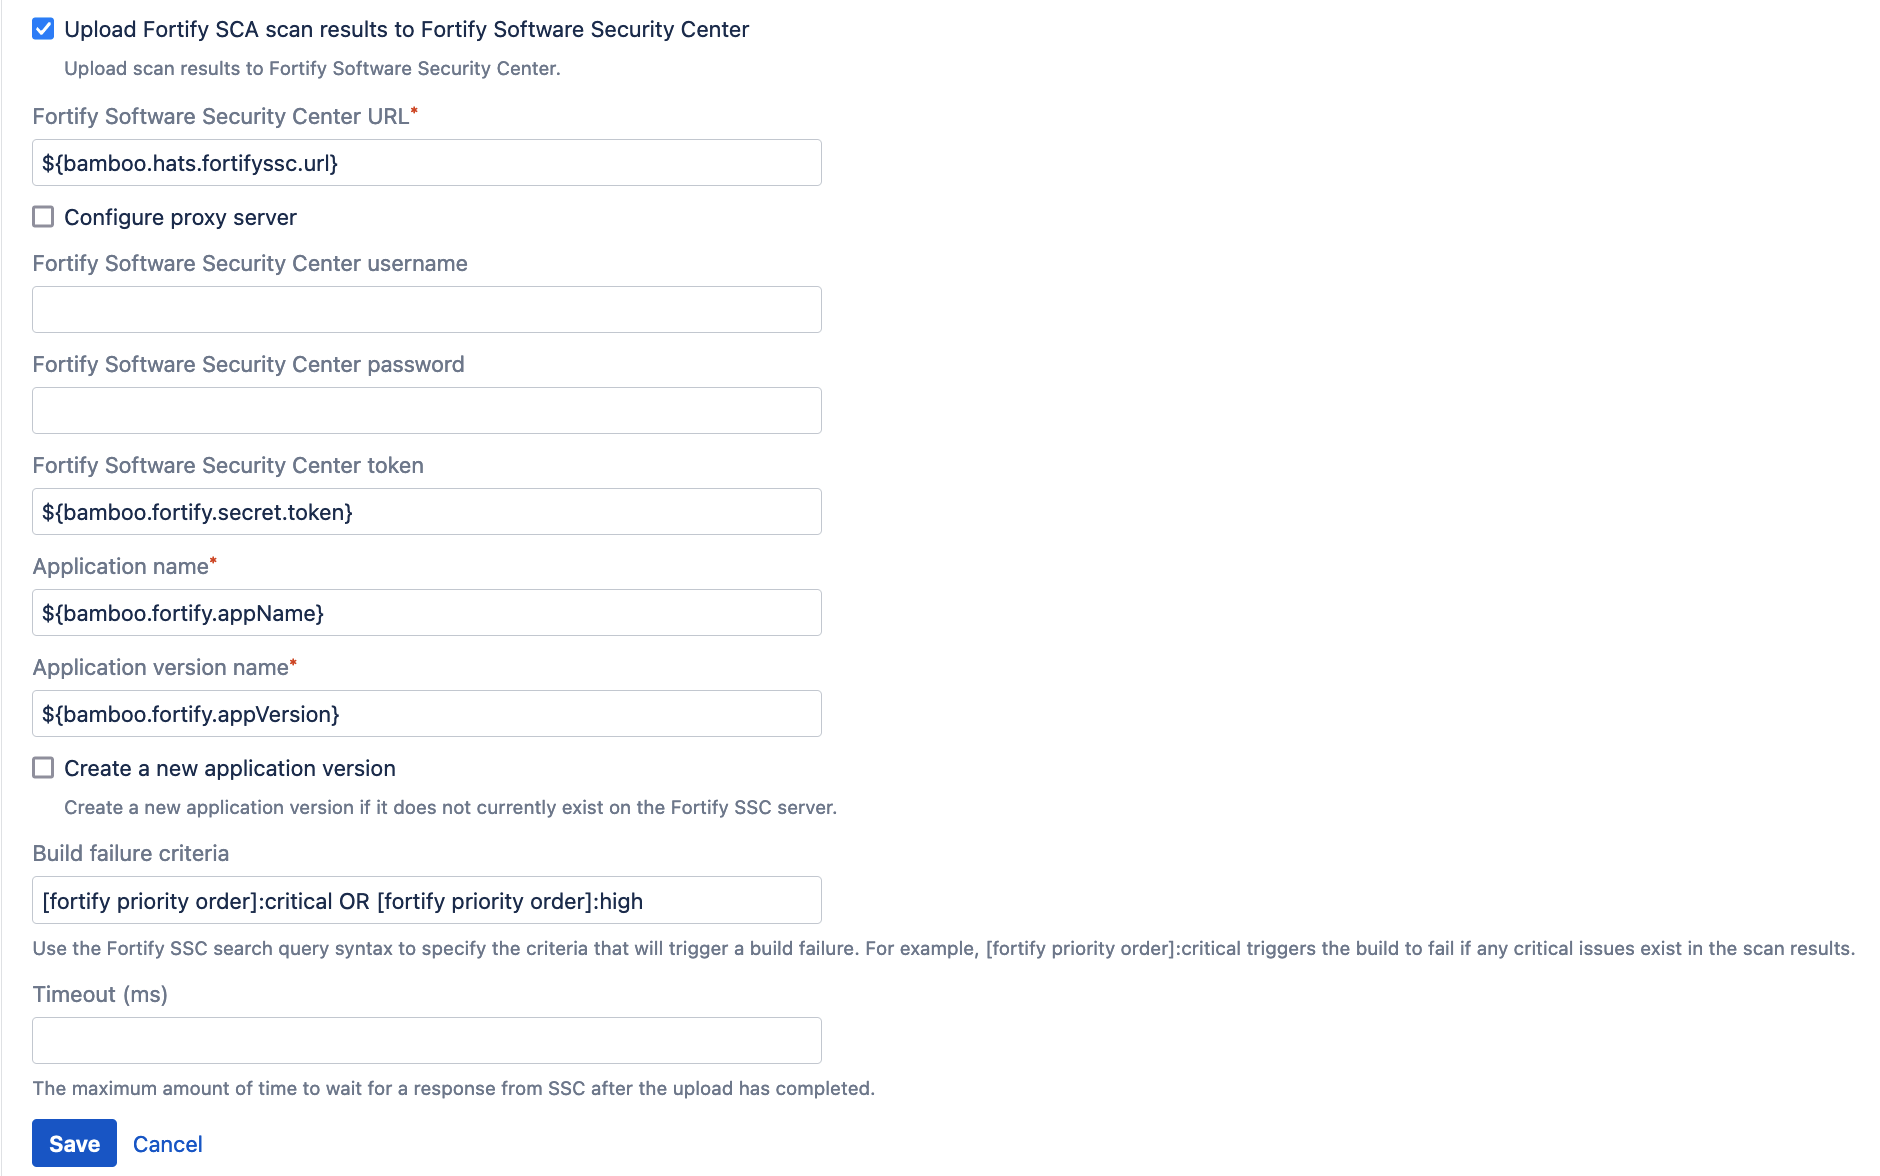 Upload Fortify SCA scan results to Fortify Software Security Center
Upload scan results to Fortify Software Security Center.
Fortify Software Security Center URL*
${bamboo.hats.fortifyssc.url}
Configure proxy server
Fortify Software Security Center username
Fortify Software Security Center password
Fortify Software Security Center token
${bamboo.fortify.secret.token}
Application name*
${bamboo.fortify.appName}
Application version name*
${bamboo.fortify.appVersion}
Create a new application version
Create a new application version if it does not currently exist on the Fortify SSC server.
Build failure criteria
[fortify priority order]:critical OR [fortify priority order]:high
Use the Fortify SSC search query syntax to specify the criteria that will trigger a build failure. For example, [fortify priority order]:critical triggers the build to fail if any critical issues exist in the scan results.
Timeout (ms)
The maximum amount of time to wait for a response from SSC after the upload has completed.
Save Cancel